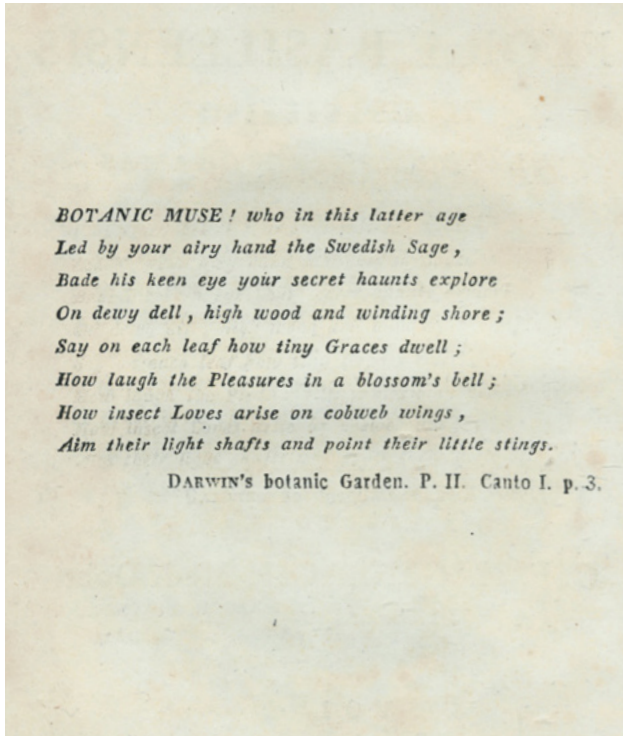 BOTANIC MUSE ! who in this latter age
Led by your airy hand the Swedish Sage ,
Bade his keen eye your secret haunts explore
On dewy dell , high wood and winding shore ;
Say on each leaf how tiny Graces dwell ;
How laugh the Pleasures in a blossom's bell ;
How insect Loves arise on cobweb wings ,
Aim their light shafts and point their little stings.
DARWIN's botanic Garden. P. II. Canto I. p. 3.